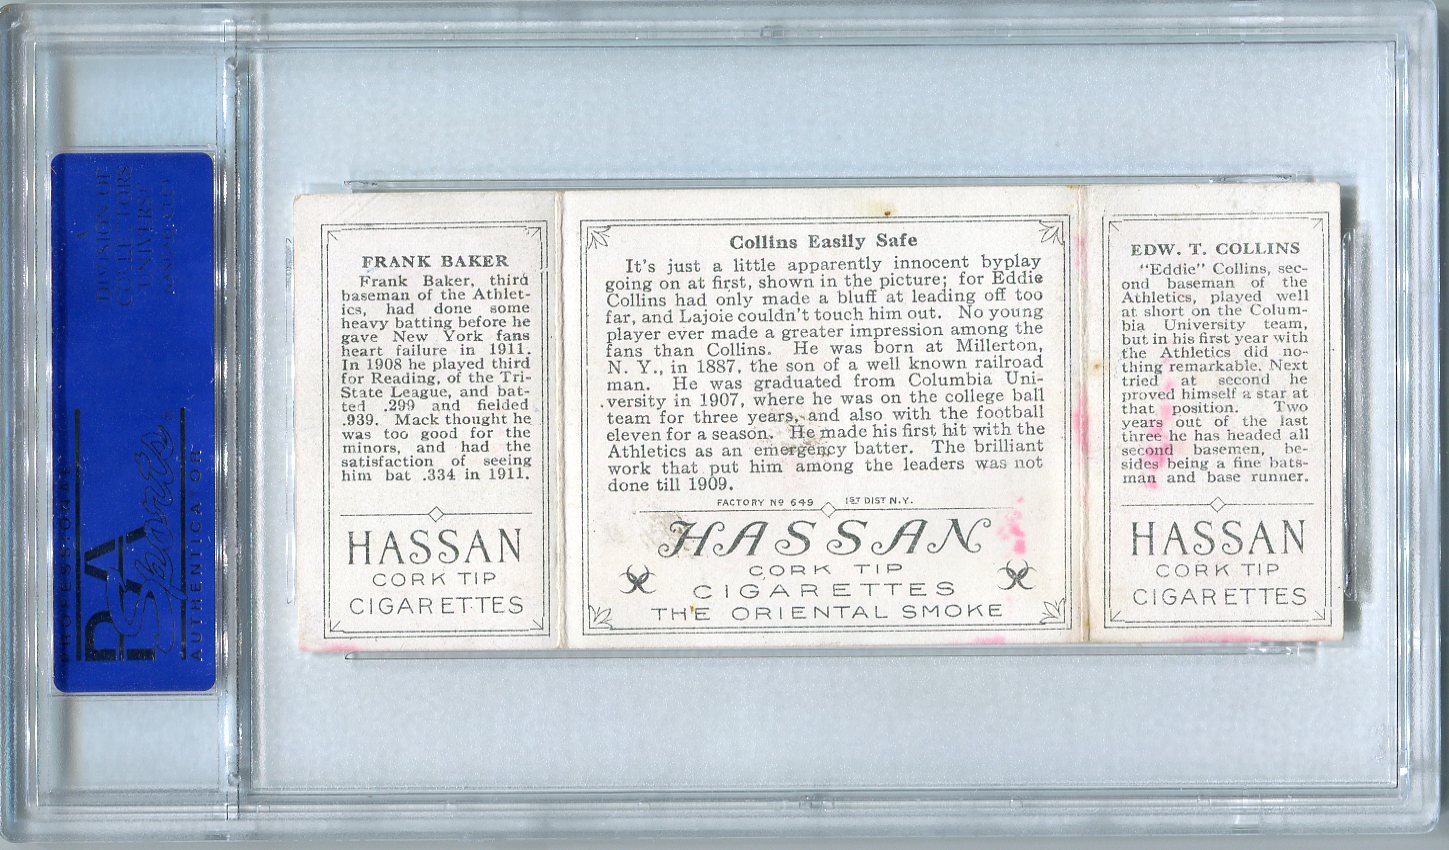 FRANK BAKER
Frank Baker, third
baseman of the Athlet-
ics, had done some
heavy batting before he
gave New York fans
heart failure in 1911.
In 1908 he played third
for Reading, of the Tri-
State League, and bat-
ted .299 and fielded
.939. Mack thought he
was too good for the
minors, and had the
satisfaction of seeing
him bat .334 in 1911.
HASSAN
CORK TIP
CIGARETTES
Collins Easily Safe
It's just a little apparently innocent byplay
going on at first, shown in the picture; for Eddie
Collins had only made a bluff at leading off too
far, and Lajoie couldn't touch him out. No young
player ever made a greater impression among the
fans than Collins. He was born at Millerton,
N. Y., in 1887, the son of a well known railroad
man. He was graduated from Columbia Uni-
versity in 1907, where he was on the college ball
team for three years, and also with the football
eleven for a season. He made his first hit with the
Athletics as an emergency batter. The brilliant
work that put him among the leaders was not
done till 1909.
FACTORY No 649 1ST DIST N.Y.
HASSAN
CORK TIP
CIGARETTES
THE ORIENTAL SMOKE
EDW. T. COLLINS
"Eddie" Collins, sec-
ond baseman of the
Athletics, played well
at short on the Colum-
bia University team,
but in his first year with
the Athletics did no-
thing remarkable. Next
tried at second he
proved himself a star at
that position. Two
years out of the last
three he has headed all
second basemen, be-
sides being a fine bats-
man and base runner.
HASSAN
CORK TIP
CIGARETTES
PSA
PROFESSIONAL
Sports
AUTHENTICATOR
A
DIVISION OF
COLLECTORS
UNIVERSE